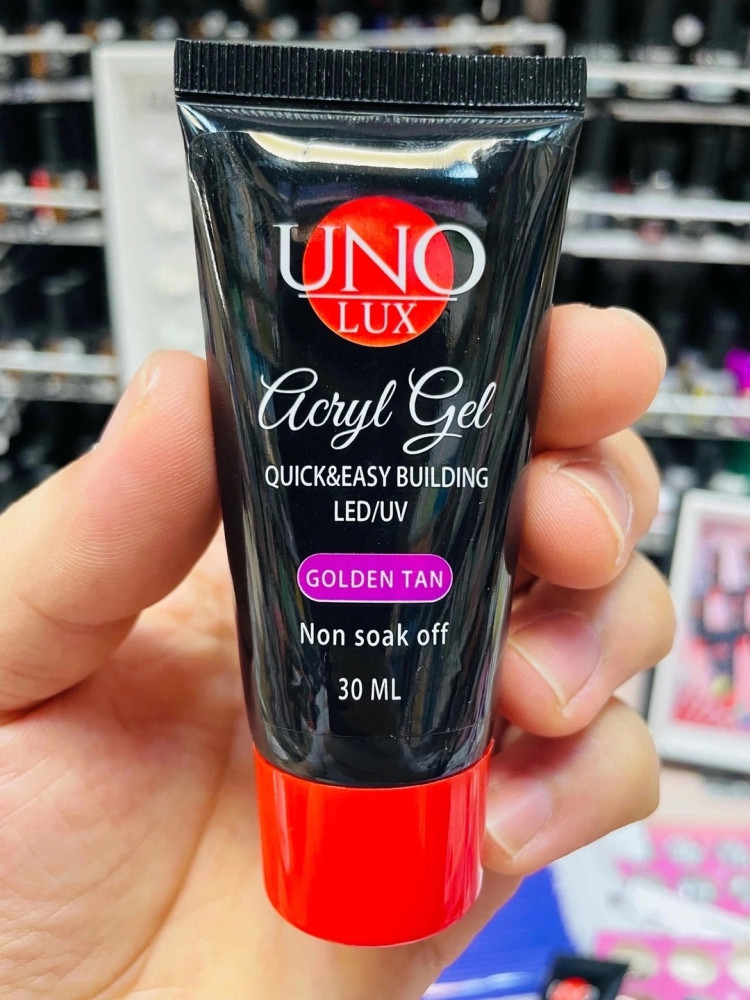 UNO
LUX
Acryl Gel
QUICK&EASY BUILDING
LED/UV
GOLDEN TAN
Non soak off
30 ML